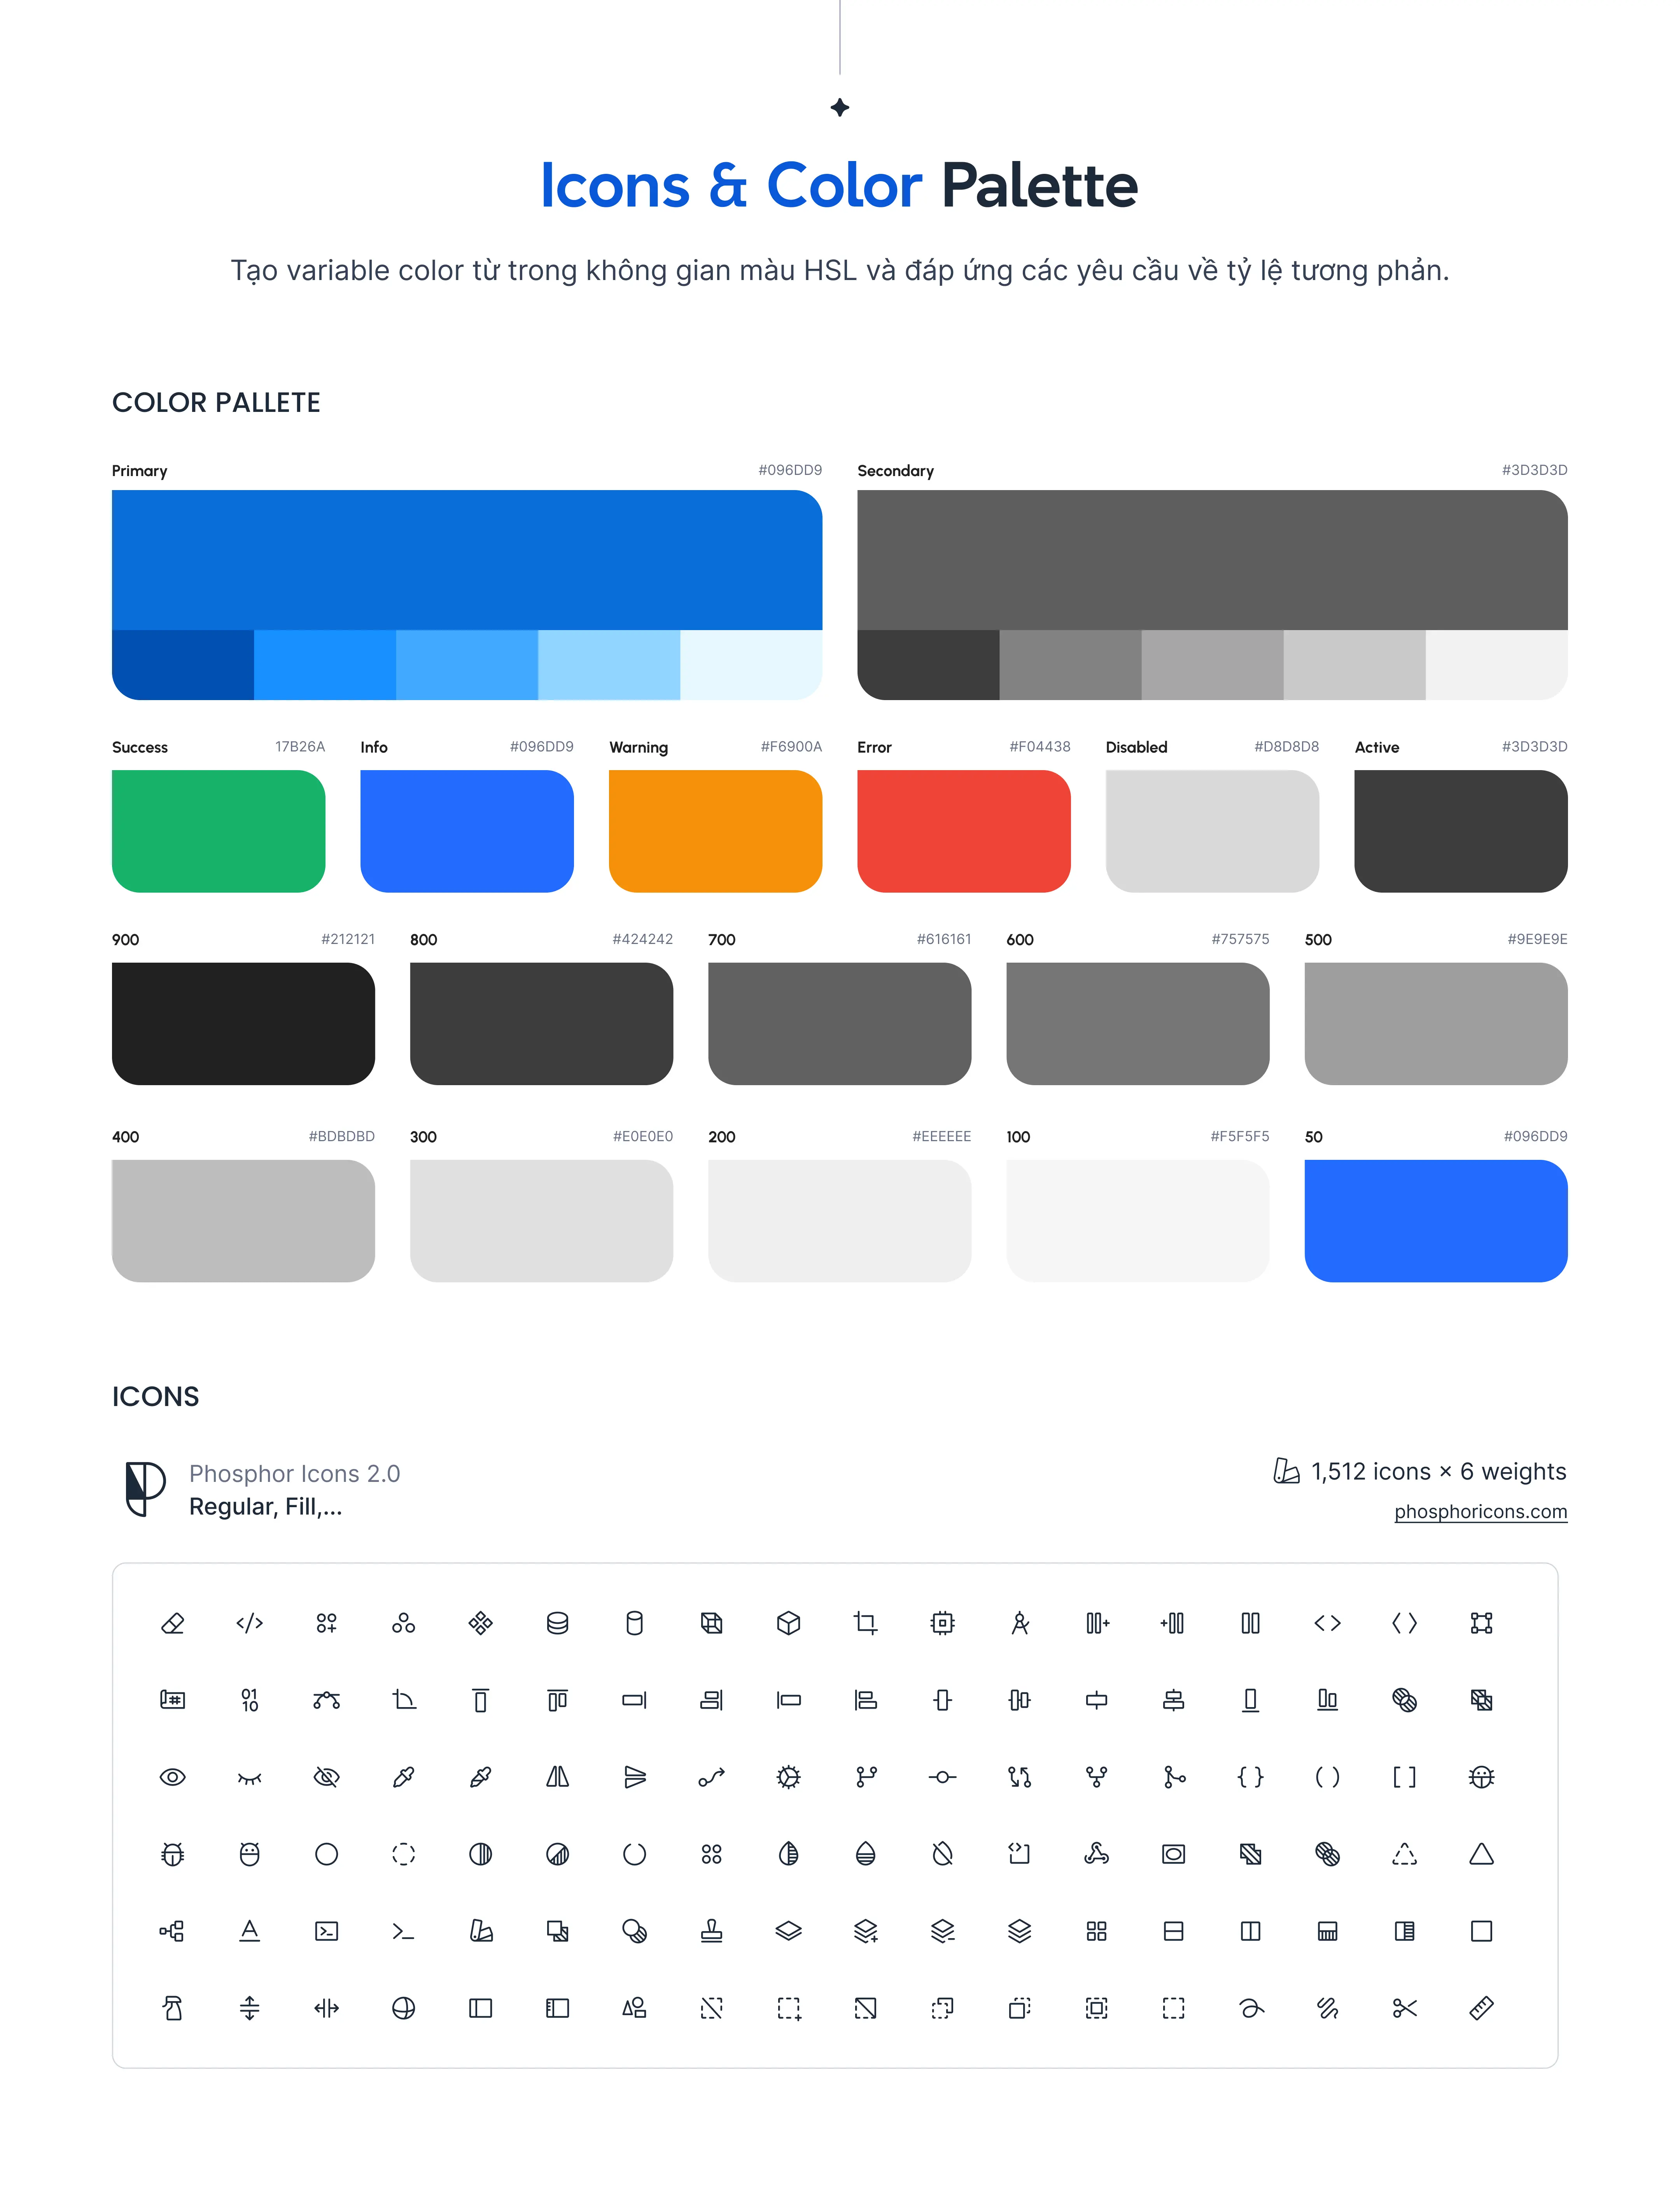 Icons & Color Palette
Tạo variable color từ trong không gian màu HSL và đáp ứng các yêu cầu về tỷ lệ tương phản.
COLOR PALLETE
Primary #096DD9 Secondary #3D3D3D
Success 17B26A Info #096DD9 Warning #F6900A Error #F04438 Disabled #D8D8D8 Active #3D3D3D
900 #212121 800 #424242 700 #616161 600 #757575 500 #9E9E9E
400 #BDBDBD 300 #E0E0E0 200 #EEEEEE 100 #F5F5F5 50 #096DD9
ICONS
Phosphor Icons 2.0
Regular, Fill,...
1,512 icons × 6 weights
phosphoricons.com